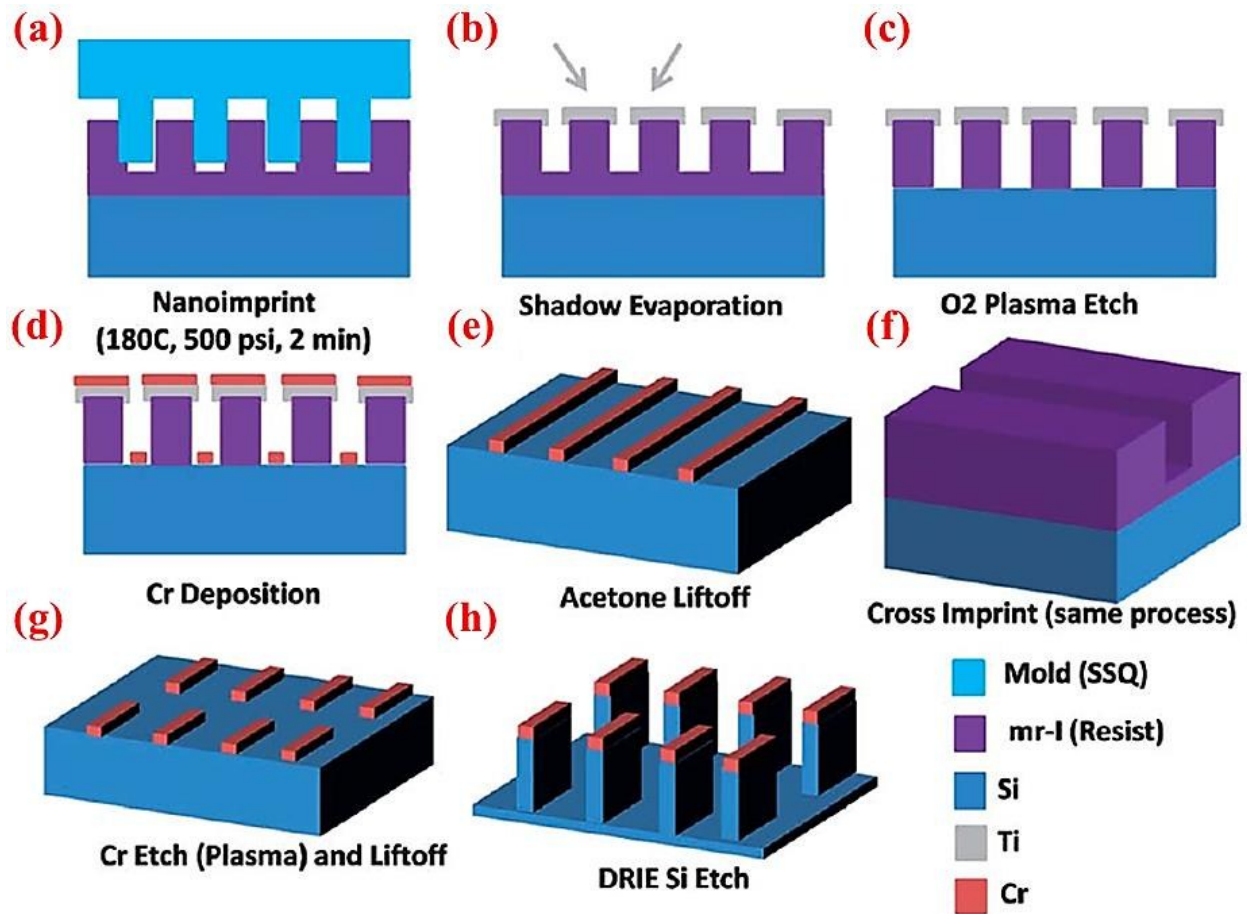 (a)
Nanoimprint
(180C, 500 psi, 2 min)
(b)
Shadow Evaporation
(c)
O2 Plasma Etch
(d)
Cr Deposition
(e)
Acetone Liftoff
(f)
Cross Imprint (same process)
(g)
Cr Etch (Plasma) and Liftoff
(h)
DRIE Si Etch
Mold (SSQ)
mr-I (Resist)
Si
Ti
Cr